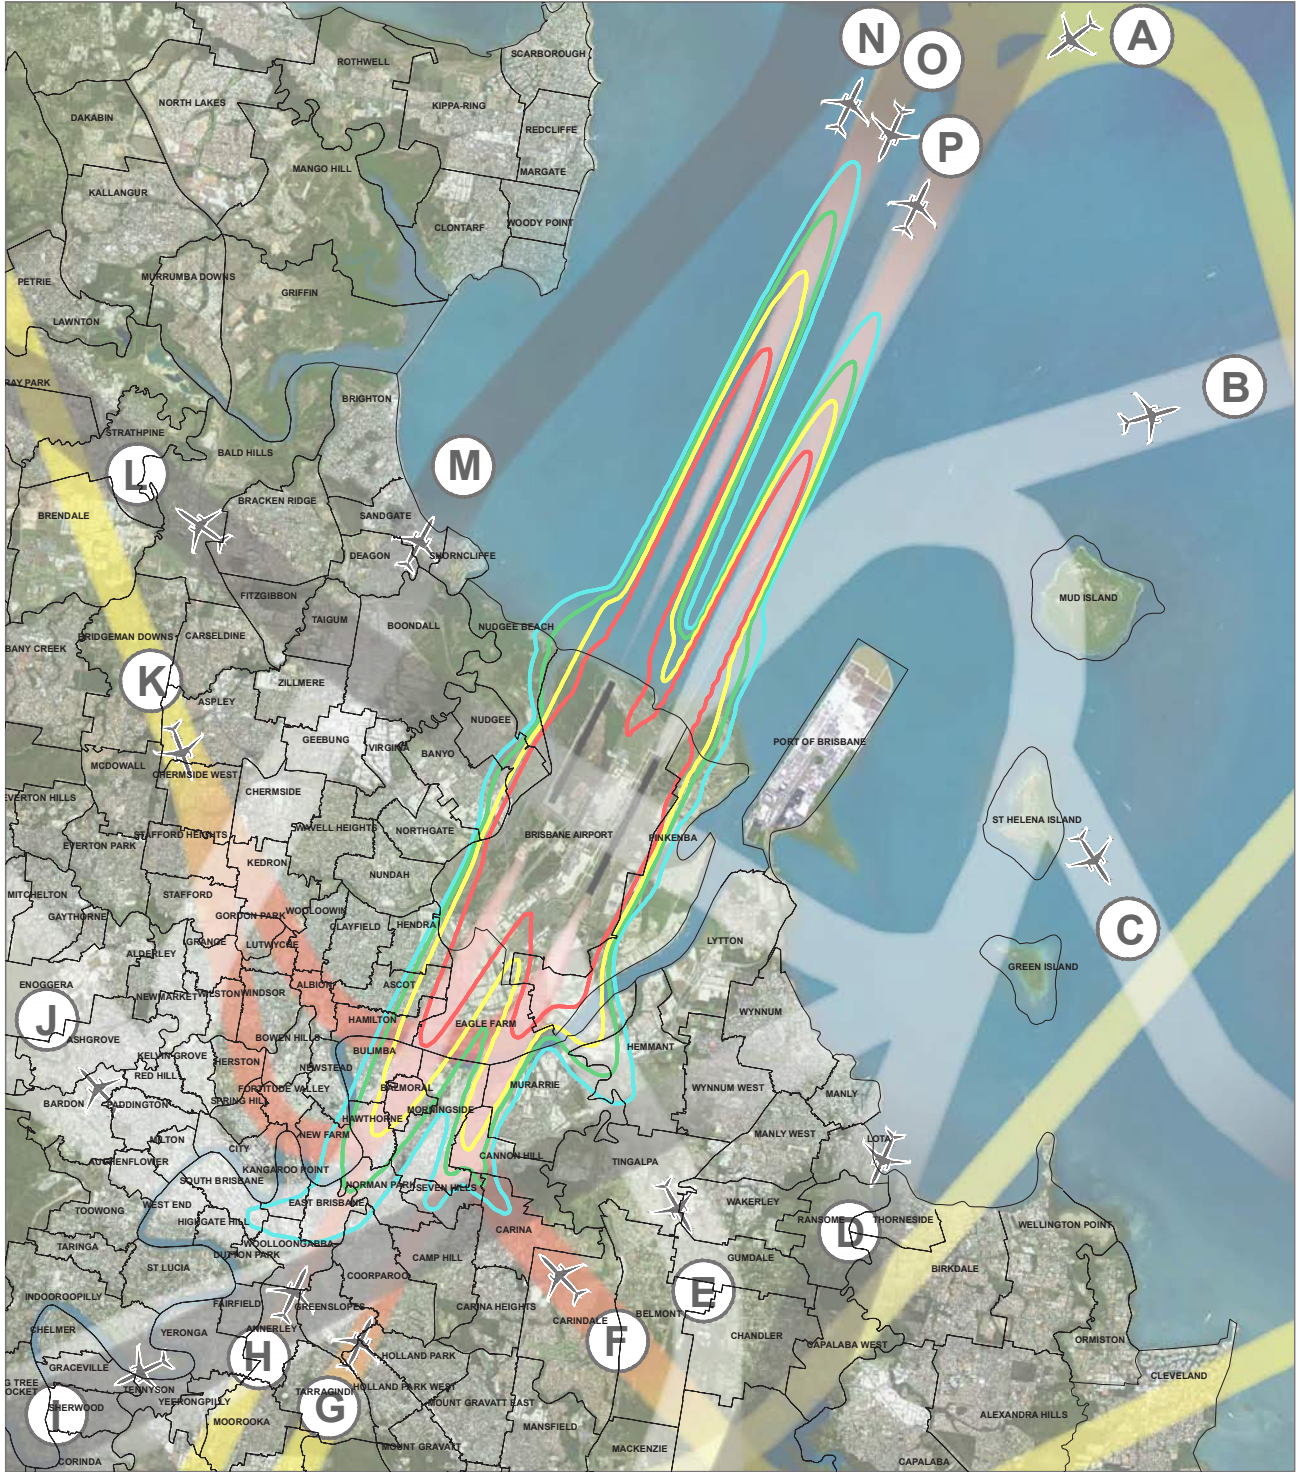 N
O
A
SCARBOROUGH
ROTHWELL
NORTH LAKES
KIPPA-RING
DAKABIN
REDCLIFFE
P
MANGO HILL
MARGATE
KALLANGUR
CLONTARF
WOODY POINT
PETRIE
MURRUMBA DOWNS
GRIFFIN
LAWNTON
RAY PARK
BRIGHTON
B
STRATHPINE
BALD HILLS
L
M
BRENDALE
BRACKEN RIDGE
SANDGATE
DEAGON
SHORNCLIFFE
FITZGIBBON
MUD ISLAND
TAIGUM
BOONDALL
NUDGEE BEACH
BRIDGEMAN DOWNS
CARSELDINE
BANY CREEK
K
ZILLMERE
ASPLEY
NUDGEE
GEEBUNG
VIRGINIA
BANYO
PORT OF BRISBANE
MCDOWALL
CHERMSIDE WEST
CHERMSIDE
EVERTON HILLS
ST HELENA ISLAND
STAFFORD HEIGHTS
WAVELL HEIGHTS
NORTHGATE
BRISBANE AIRPORT
PINKENBA
EVERTON PARK
KEDRON
NUNDAH
MITCHELTON
STAFFORD
GAYTHORNE
GORDON PARK
WOOLOOWIN
CLAYFIELD
HENDRA
C
GRANGE
LUTWYCHE
LYTTON
ALDERLEY
GREEN ISLAND
ENOGGERA
ALBION
ASCOT
NEWMARKET
WILSTON
WINDSOR
WYNNUM
J
HAMILTON
EAGLE FARM
ASHGROVE
BOWEN HILLS
BULIMBA
HEMMANT
KELVIN GROVE
HERSTON
NEWSTEAD
RED HILL
FORTITUDE VALLEY
BALMORAL
MURARRIE
WYNNUM WEST
MANLY
BARDON
PADDINGTON
SPRING HILL
MORNINGSIDE
HAWTHORNE
NEW FARM
MILTON
CITY
MANLY WEST
LOTA
AUCHENFLOWER
KANGAROO POINT
CANNON HILL
TINGALPA
SOUTH BRISBANE
NORMAN PARK
SEVEN HILLS
WEST END
EAST BRISBANE
WAKERLEY
TOOWONG
HIGHGATE HILL
RANSOME
D
THORNESIDE
WELLINGTON POINT
CARINA
WOOLLOONGABBA
TARINGA
DUTTON PARK
CAMP HILL
GUMDALE
ST LUCIA
COORPAROO
BIRKDALE
INDOOROOPILLY
FAIRFIELD
GREENSLOPES
CARINA HEIGHTS
E
BELMONT
CARINDALE
CHELMER
YERONGA
ANNERLEY
F
CHANDLER
CAPALABA WEST
ORMISTON
GRACEVILLE
H
HOLLAND PARK
G TREE
OCKET
TENNYSON
TARRAGINDI
HOLLAND PARK WEST
CLEVELAND
I
SHERWOOD
YEERONGPILLY
G
MOUNT GRAVATT EAST
MOOROOKA
MANSFIELD
ALEXANDRA HILLS
MOUNT GRAVATT
MACKENZIE
CORINDA
CAPALABA